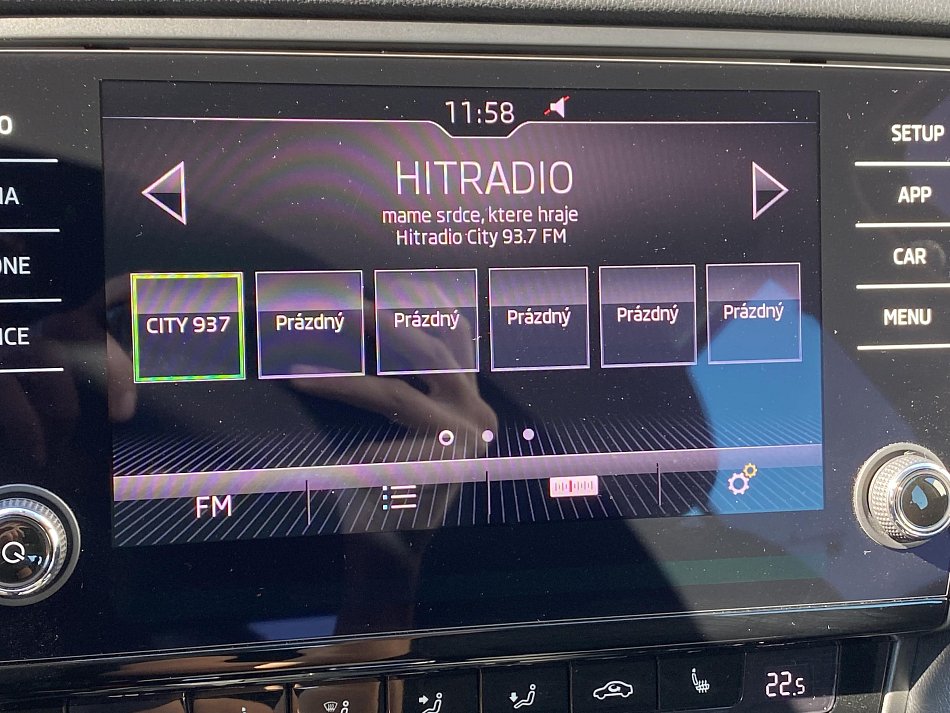 11:58
HITRADIO
mame srdce, ktere hraje
Hitradio City 93.7 FM
CITY 937
Prázdný
Prázdný
Prázdný
Prázdný
Prázdný
FM
SETUP
APP
CAR
MENU
22.5